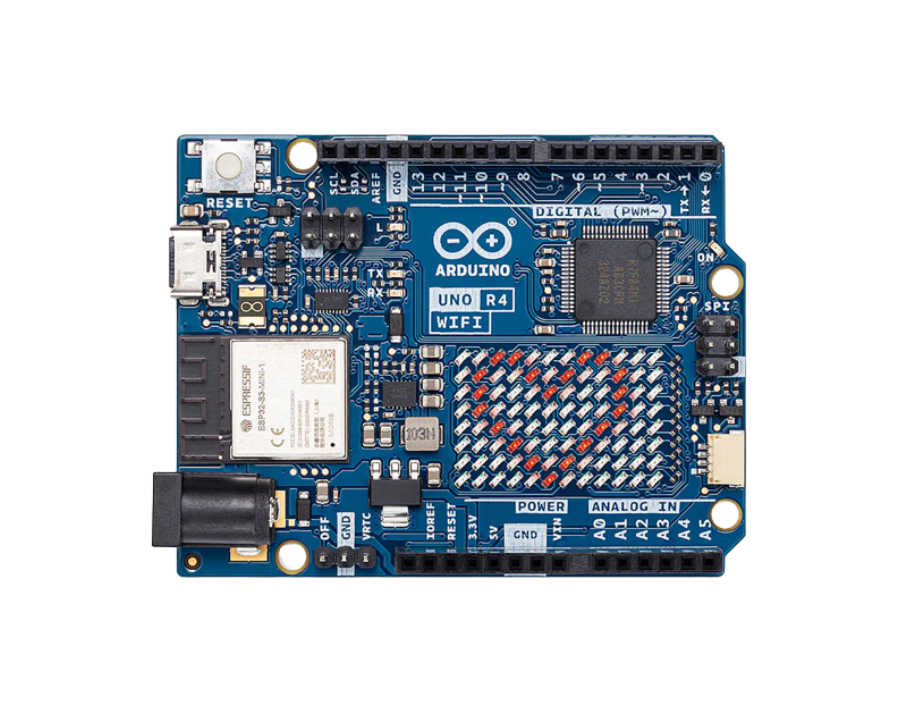 RESET
SCL
SDA
AREF
GND
13
12
~11
~10
~9
8
7
~6
~5
4
~3
2
TX→1
RX←0
DIGITAL (PWM~)
L
TX
RX
ARDUINO
®
UNO R4
WIFI
ON
SPI
ESPRESSIF
ESP32-S3-MINI-1
CE
103N
POWER
ANALOG IN
OFF
GND
VRTC
IOREF
RESET
3.3V
5V
GND
VIN
A0
A1
A2
A3
A4
A5